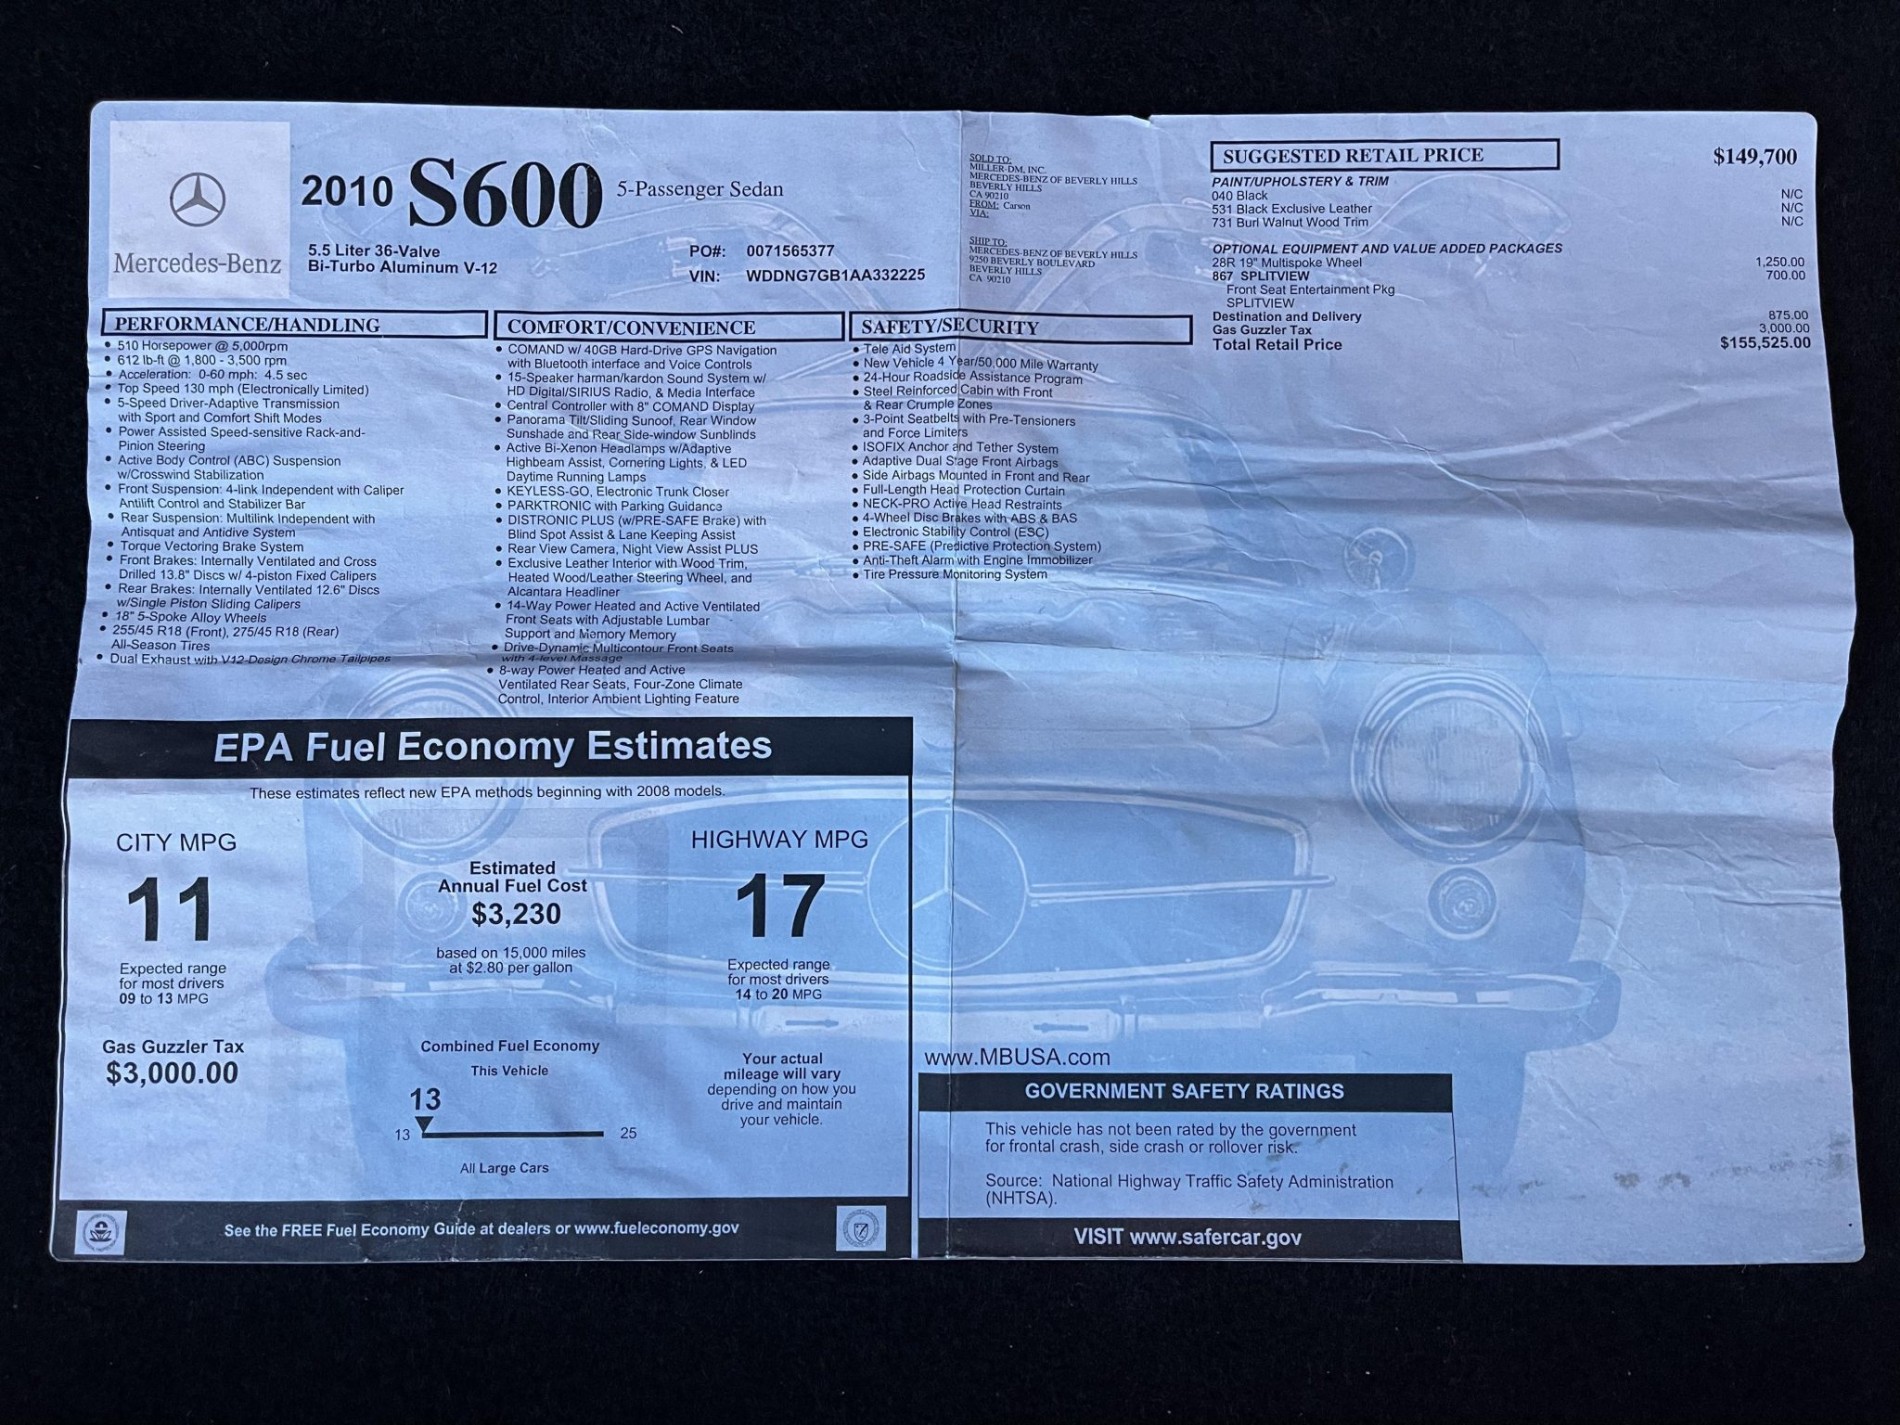 Mercedes-Benz
2010 S600 5-Passenger Sedan
5.5 Liter 36-Valve
Bi-Turbo Aluminum V-12
PO#: 0071565377
VIN: WDDNG7GB1AA332225
SOLD TO:
MILLER-DM, INC.
MERCEDES-BENZ OF BEVERLY HILLS
BEVERLY HILLS
CA 90210
FROM: Carson
VIA:
SHIP TO:
MERCEDES-BENZ OF BEVERLY HILLS
9250 BEVERLY BOULEVARD
BEVERLY HILLS
CA 90210
SUGGESTED RETAIL PRICE $149,700
PAINT/UPHOLSTERY & TRIM
040 Black N/C
531 Black Exclusive Leather N/C
731 Burl Walnut Wood Trim N/C
OPTIONAL EQUIPMENT AND VALUE ADDED PACKAGES
28R 19" Multispoke Wheel 1,250.00
867 SPLITVIEW 700.00
Front Seat Entertainment Pkg
SPLITVIEW
Destination and Delivery 875.00
Gas Guzzler Tax 3,000.00
Total Retail Price $155,525.00
PERFORMANCE/HANDLING
• 510 Horsepower @ 5,000rpm
• 612 lb-ft @ 1,800 - 3,500 rpm
• Acceleration: 0-60 mph: 4.5 sec
• Top Speed 130 mph (Electronically Limited)
• 5-Speed Driver-Adaptive Transmission
with Sport and Comfort Shift Modes
• Power Assisted Speed-sensitive Rack-and-
Pinion Steering
• Active Body Control (ABC) Suspension
w/Crosswind Stabilization
• Front Suspension: 4-link Independent with Caliper
Antilift Control and Stabilizer Bar
• Rear Suspension: Multilink Independent with
Antisquat and Antidive System
• Torque Vectoring Brake System
• Front Brakes: Internally Ventilated and Cross
Drilled 13.8" Discs w/ 4-piston Fixed Calipers
• Rear Brakes: Internally Ventilated 12.6" Discs
w/Single Piston Sliding Calipers
• 18" 5-Spoke Alloy Wheels
• 255/45 R18 (Front), 275/45 R18 (Rear)
All-Season Tires
• Dual Exhaust with V12-Design Chrome Tailpipes
COMFORT/CONVENIENCE
• COMAND w/ 40GB Hard-Drive GPS Navigation
with Bluetooth interface and Voice Controls
• 15-Speaker harman/kardon Sound System w/
HD Digital/SIRIUS Radio, & Media Interface
• Central Controller with 8" COMAND Display
• Panorama Tilt/Sliding Sunoof, Rear Window
Sunshade and Rear Side-window Sunblinds
• Active Bi-Xenon Headlamps w/Adaptive
Highbeam Assist, Cornering Lights, & LED
Daytime Running Lamps
• KEYLESS-GO, Electronic Trunk Closer
• PARKTRONIC with Parking Guidance
• DISTRONIC PLUS (w/PRE-SAFE Brake) with
Blind Spot Assist & Lane Keeping Assist
• Rear View Camera, Night View Assist PLUS
• Exclusive Leather Interior with Wood Trim,
Heated Wood/Leather Steering Wheel, and
Alcantara Headliner
• 14-Way Power Heated and Active Ventilated
Front Seats with Adjustable Lumbar
Support and Memory Memory
• Drive-Dynamic Multicontour Front Seats
with 4-level Massage
• 8-way Power Heated and Active
Ventilated Rear Seats, Four-Zone Climate
Control, Interior Ambient Lighting Feature
SAFETY/SECURITY
• Tele Aid System
• New Vehicle 4 Year/50,000 Mile Warranty
• 24-Hour Roadside Assistance Program
• Steel Reinforced Cabin with Front
& Rear Crumple Zones
• 3-Point Seatbelts with Pre-Tensioners
and Force Limiters
• ISOFIX Anchor and Tether System
• Adaptive Dual Stage Front Airbags
• Side Airbags Mounted in Front and Rear
• Full-Length Head Protection Curtain
• NECK-PRO Active Head Restraints
• 4-Wheel Disc Brakes with ABS & BAS
• Electronic Stability Control (ESC)
• PRE-SAFE (Predictive Protection System)
• Anti-Theft Alarm with Engine Immobilizer
• Tire Pressure Monitoring System
EPA Fuel Economy Estimates
These estimates reflect new EPA methods beginning with 2008 models.
CITY MPG
11
Expected range
for most drivers
09 to 13 MPG
Gas Guzzler Tax
$3,000.00
Estimated
Annual Fuel Cost
$3,230
based on 15,000 miles
at $2.80 per gallon
Combined Fuel Economy
This Vehicle
13
13 25
All Large Cars
HIGHWAY MPG
17
Expected range
for most drivers
14 to 20 MPG
Your actual
mileage will vary
depending on how you
drive and maintain
your vehicle.
See the FREE Fuel Economy Guide at dealers or www.fueleconomy.gov
www.MBUSA.com
GOVERNMENT SAFETY RATINGS
This vehicle has not been rated by the government
for frontal crash, side crash or rollover risk.
Source: National Highway Traffic Safety Administration
(NHTSA).
VISIT www.safercar.gov